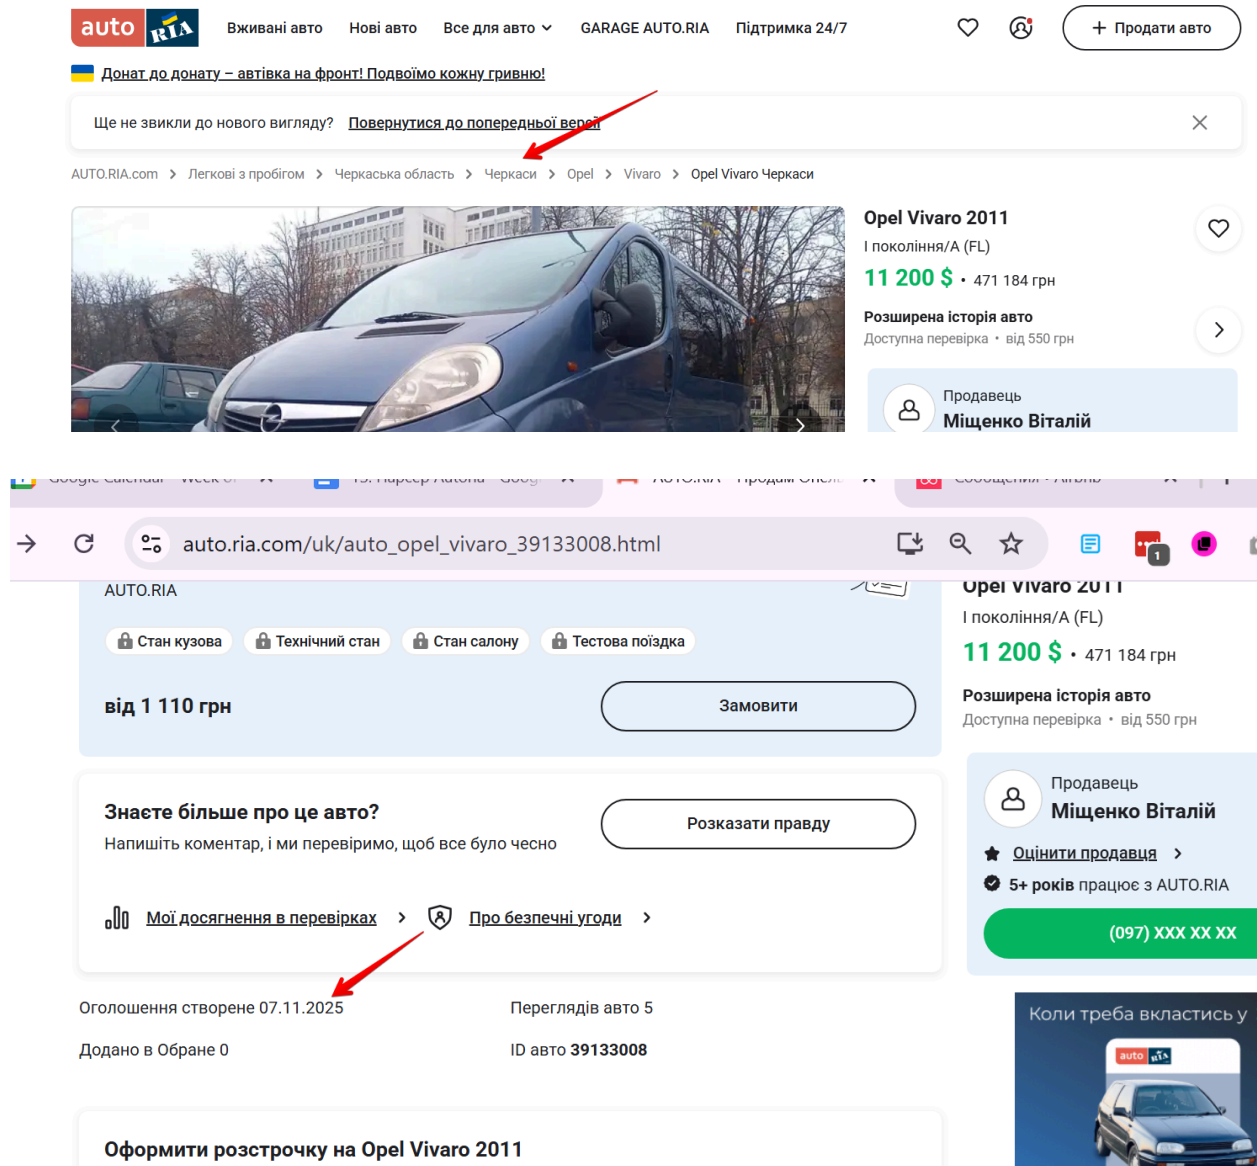 auto RIA Вживані авто Нові авто Все для авто GARAGE AUTO.RIA Підтримка 24/7 + Продати авто
Донат до донату – автівка на фронт! Подвоїмо кожну гривню!
Ще не звикли до нового вигляду? Повернутися до попередньої версії
AUTO.RIA.com > Легкові з пробігом > Черкаська область > Черкаси > Opel > Vivaro > Opel Vivaro Черкаси
Opel Vivaro 2011
I покоління/A (FL)
11 200 $ • 471 184 грн
Розширена історія авто
Доступна перевірка • від 550 грн
Продавець
Міщенко Віталій
auto.ria.com/uk/auto_opel_vivaro_39133008.html
1
AUTO.RIA
Стан кузова Технічний стан Стан салону Тестова поїздка
від 1 110 грн Замовити
Знаєте більше про це авто?
Напишіть коментар, і ми перевіримо, щоб все було чесно
Розказати правду
Мої досягнення в перевірках > Про безпечні угоди >
Оголошення створене 07.11.2025 Переглядів авто 5
Додано в Обране 0 ID авто 39133008
Оформити розстрочку на Opel Vivaro 2011
Opel Vivaro 2011
I покоління/A (FL)
11 200 $ • 471 184 грн
Розширена історія авто
Доступна перевірка • від 550 грн
Продавець
Міщенко Віталій
Оцінити продавця >
5+ років працює з AUTO.RIA
(097) XXX XX XX
Коли треба вкластись у
auto RIA